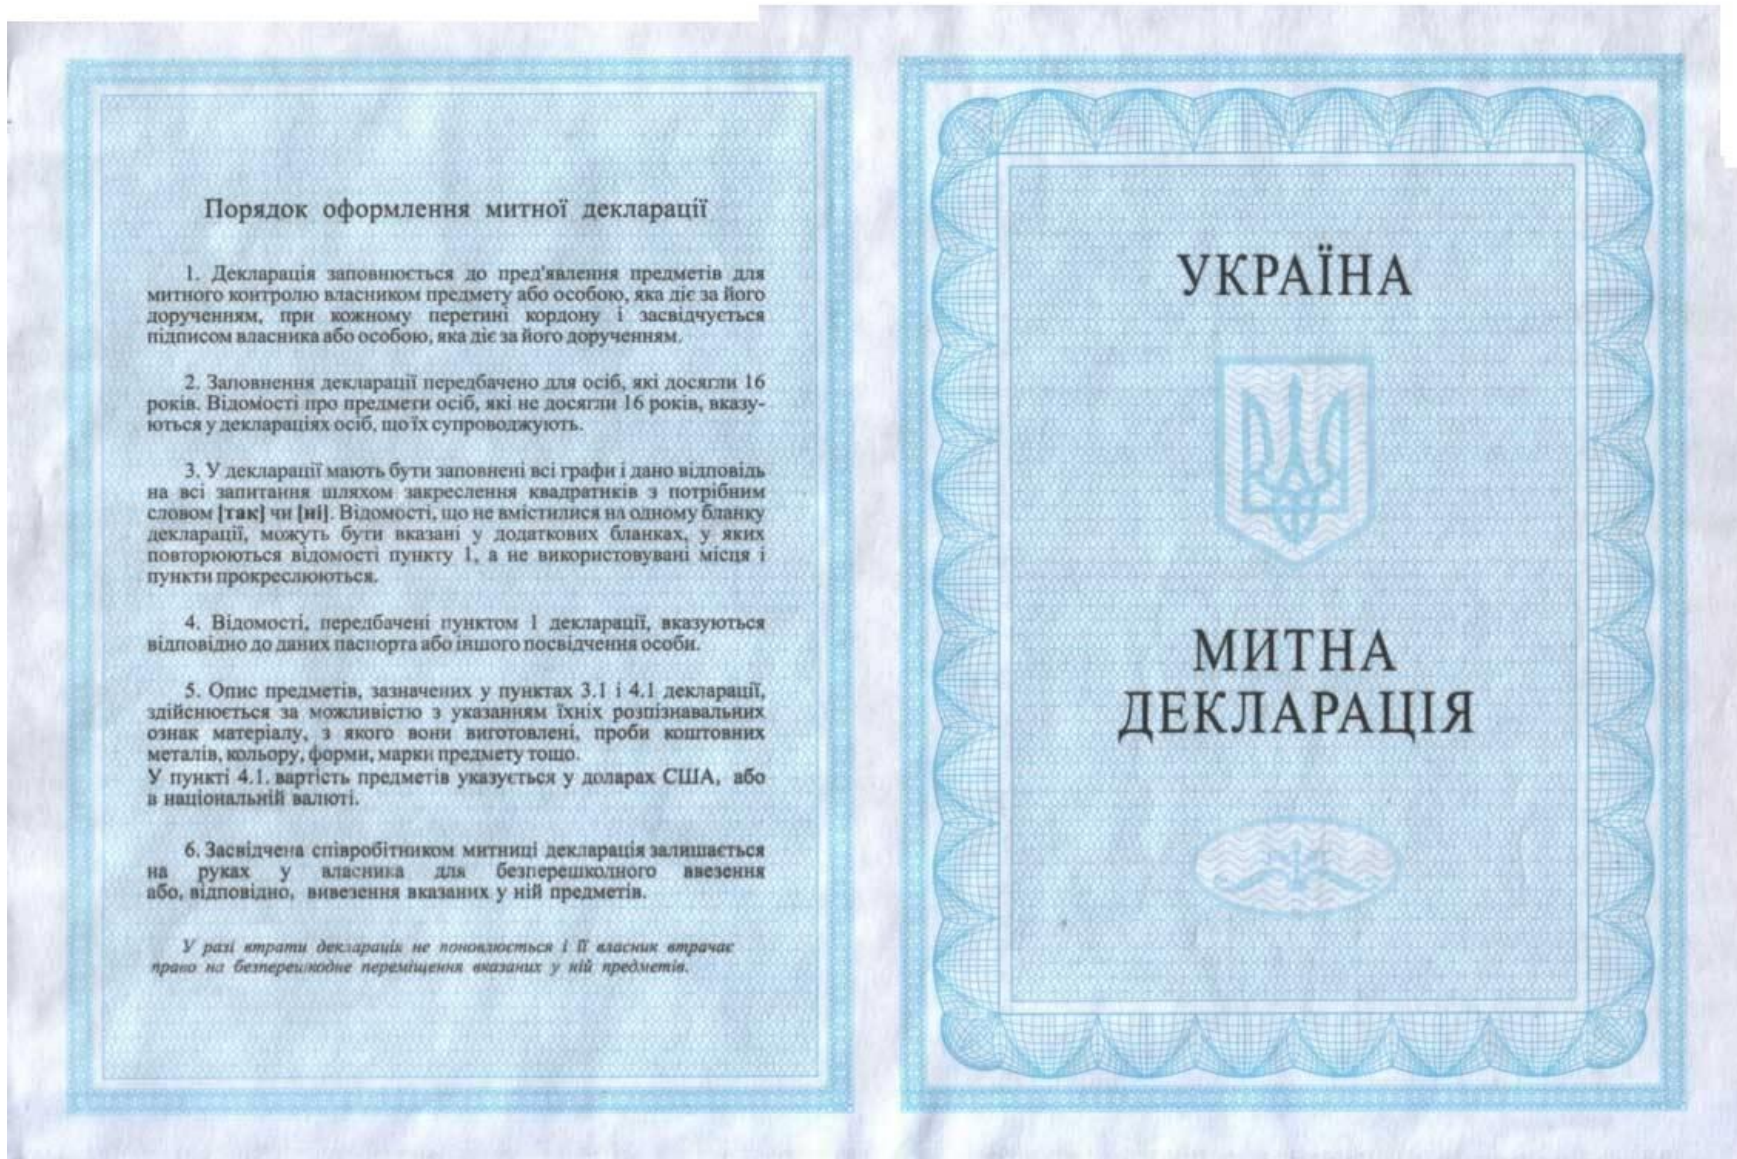 Порядок оформлення митної декларації
1. Декларація заповнюється до пред'явлення предметів для
митного контролю власником предмету або особою, яка діє за його
дорученням, при кожному перетині кордону і засвідчується
підписом власника або особою, яка діє за його дорученням.
2. Заповнення декларації передбачено для осіб, які досягли 16
років. Відомості про предмети осіб, які не досягли 16 років, вказу-
ються у деклараціях осіб, що їх супроводжують.
3. У декларації мають бути заповнені всі графи і дано відповідь
на всі запитання шляхом закреслення квадратиків з потрібним
словом [так] чи [ні]. Відомості, що не вмістилися на одному бланку
декларації, можуть бути вказані у додаткових бланках, у яких
повторюються відомості пункту 1, а не використовувані місця і
пункти прокреслюються.
4. Відомості, передбачені пунктом 1 декларації, вказуються
відповідно до даних паспорта або іншого посвідчення особи.
5. Опис предметів, зазначених у пунктах 3.1 і 4.1 декларації,
здійснюється за можливістю з указанням їхніх розпізнавальних
ознак матеріалу, з якого вони виготовлені, проби коштовних
металів, кольору, форми, марки предмету тощо.
У пункті 4.1. вартість предметів указується у доларах США, або
в національній валюті.
6. Засвідчена співробітником митниці декларація залишається
на руках у власника для безперешкодного ввезення
або, відповідно, вивезення вказаних у ній предметів.
У разі втрати декларація не поновлюється і її власник втрачає
право на безперешкодне переміщення вказаних у ній предметів.
УКРАЇНА
МИТНА
ДЕКЛАРАЦІЯ